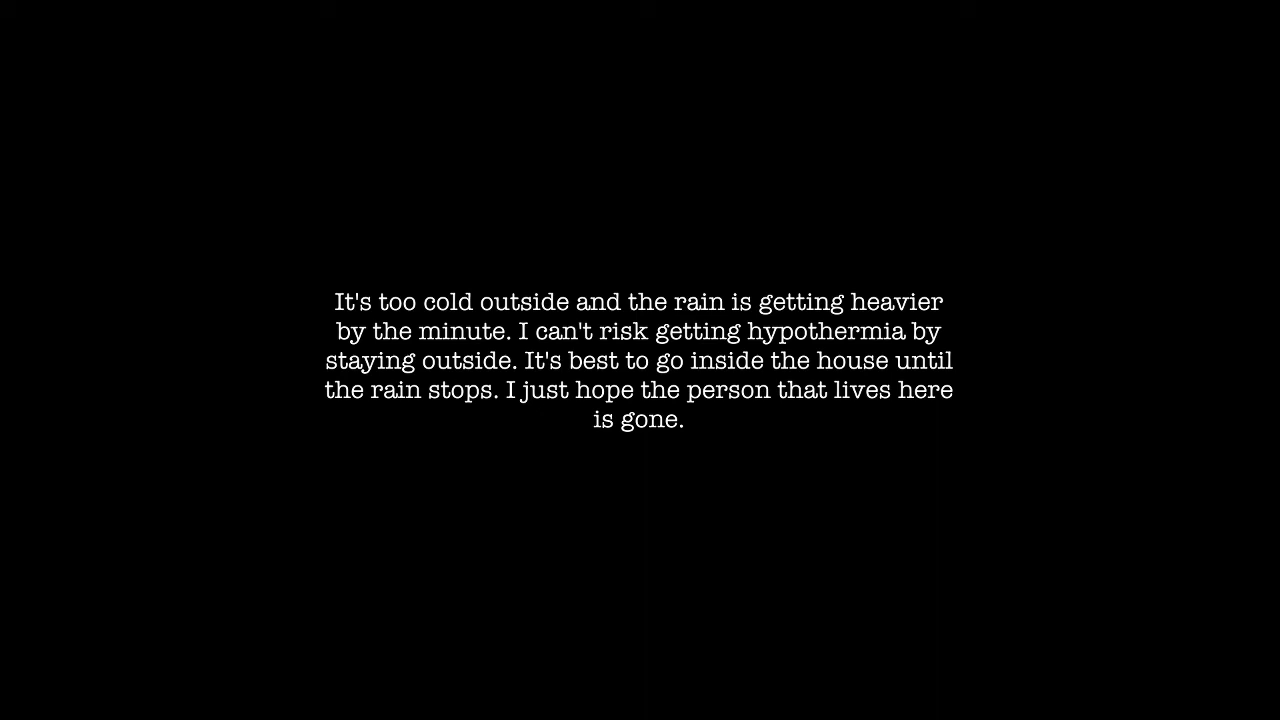 It's too cold outside and the rain is getting heavier
by the minute. I can't risk getting hypothermia by
staying outside. It's best to go inside the house until
the rain stops. I just hope the person that lives here
is gone.